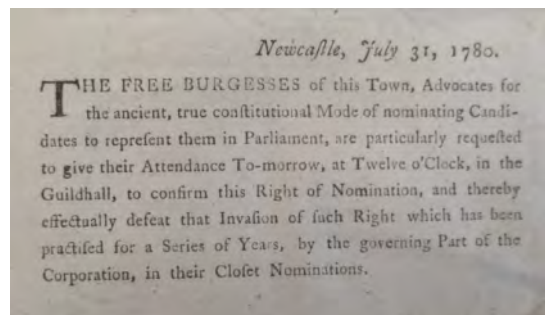 Newcaſtle, July 31, 1780.
THE FREE BURGESSES of this Town, Advocates for
the ancient, true conſtitutional Mode of nominating Candi-
dates to repreſent them in Parliament, are particularly requeſted
to give their Attendance To-morrow, at Twelve o'Clock, in the
Guildhall, to confirm this Right of Nomination, and thereby
effectually defeat that Invaſion of ſuch Right which has been
practiſed for a Series of Years, by the governing Part of the
Corporation, in their Cloſet Nominations.